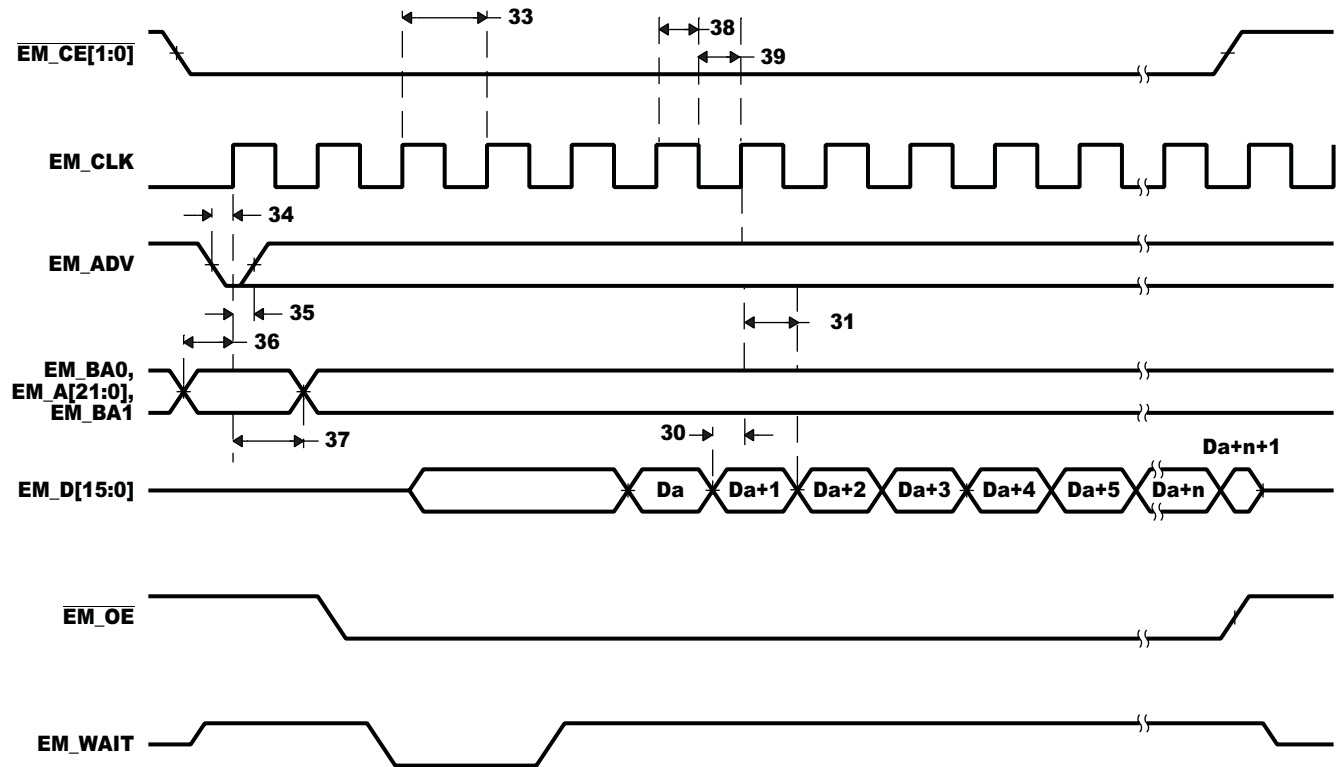 33
38
EM_CE[1:0]
39
EM_CLK
34
EM_ADV
35
31
36
EM_BA0,
EM_A[21:0],
EM_BA1
30
37
Da+n+1
EM_D[15:0]
Da Da+1 Da+2 Da+3 Da+4 Da+5 Da+n
EM_OE
EM_WAIT